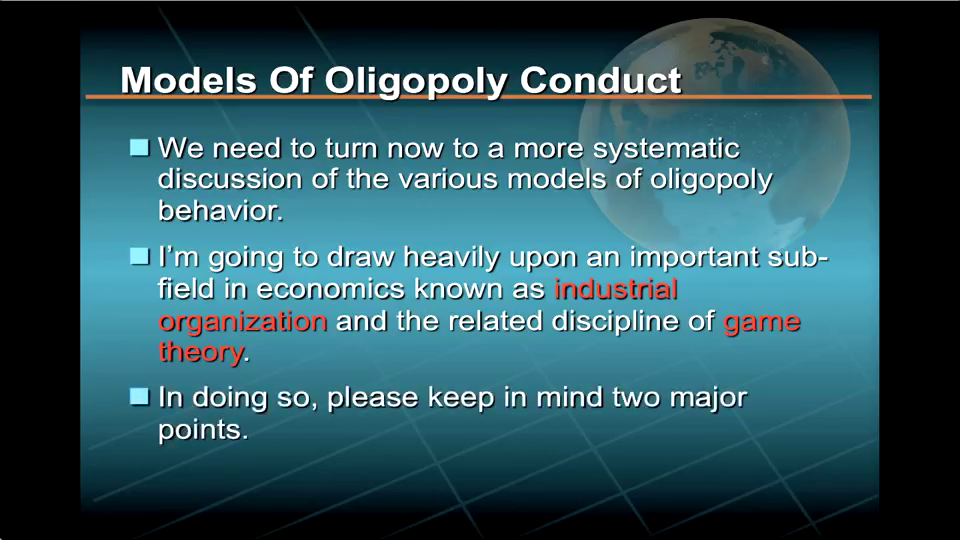 Models Of Oligopoly Conduct
We need to turn now to a more systematic
discussion of the various models of oligopoly
behavior.
I'm going to draw heavily upon an important sub-
field in economics known as industrial
organization and the related discipline of game
theory.
In doing so, please keep in mind two major
points.